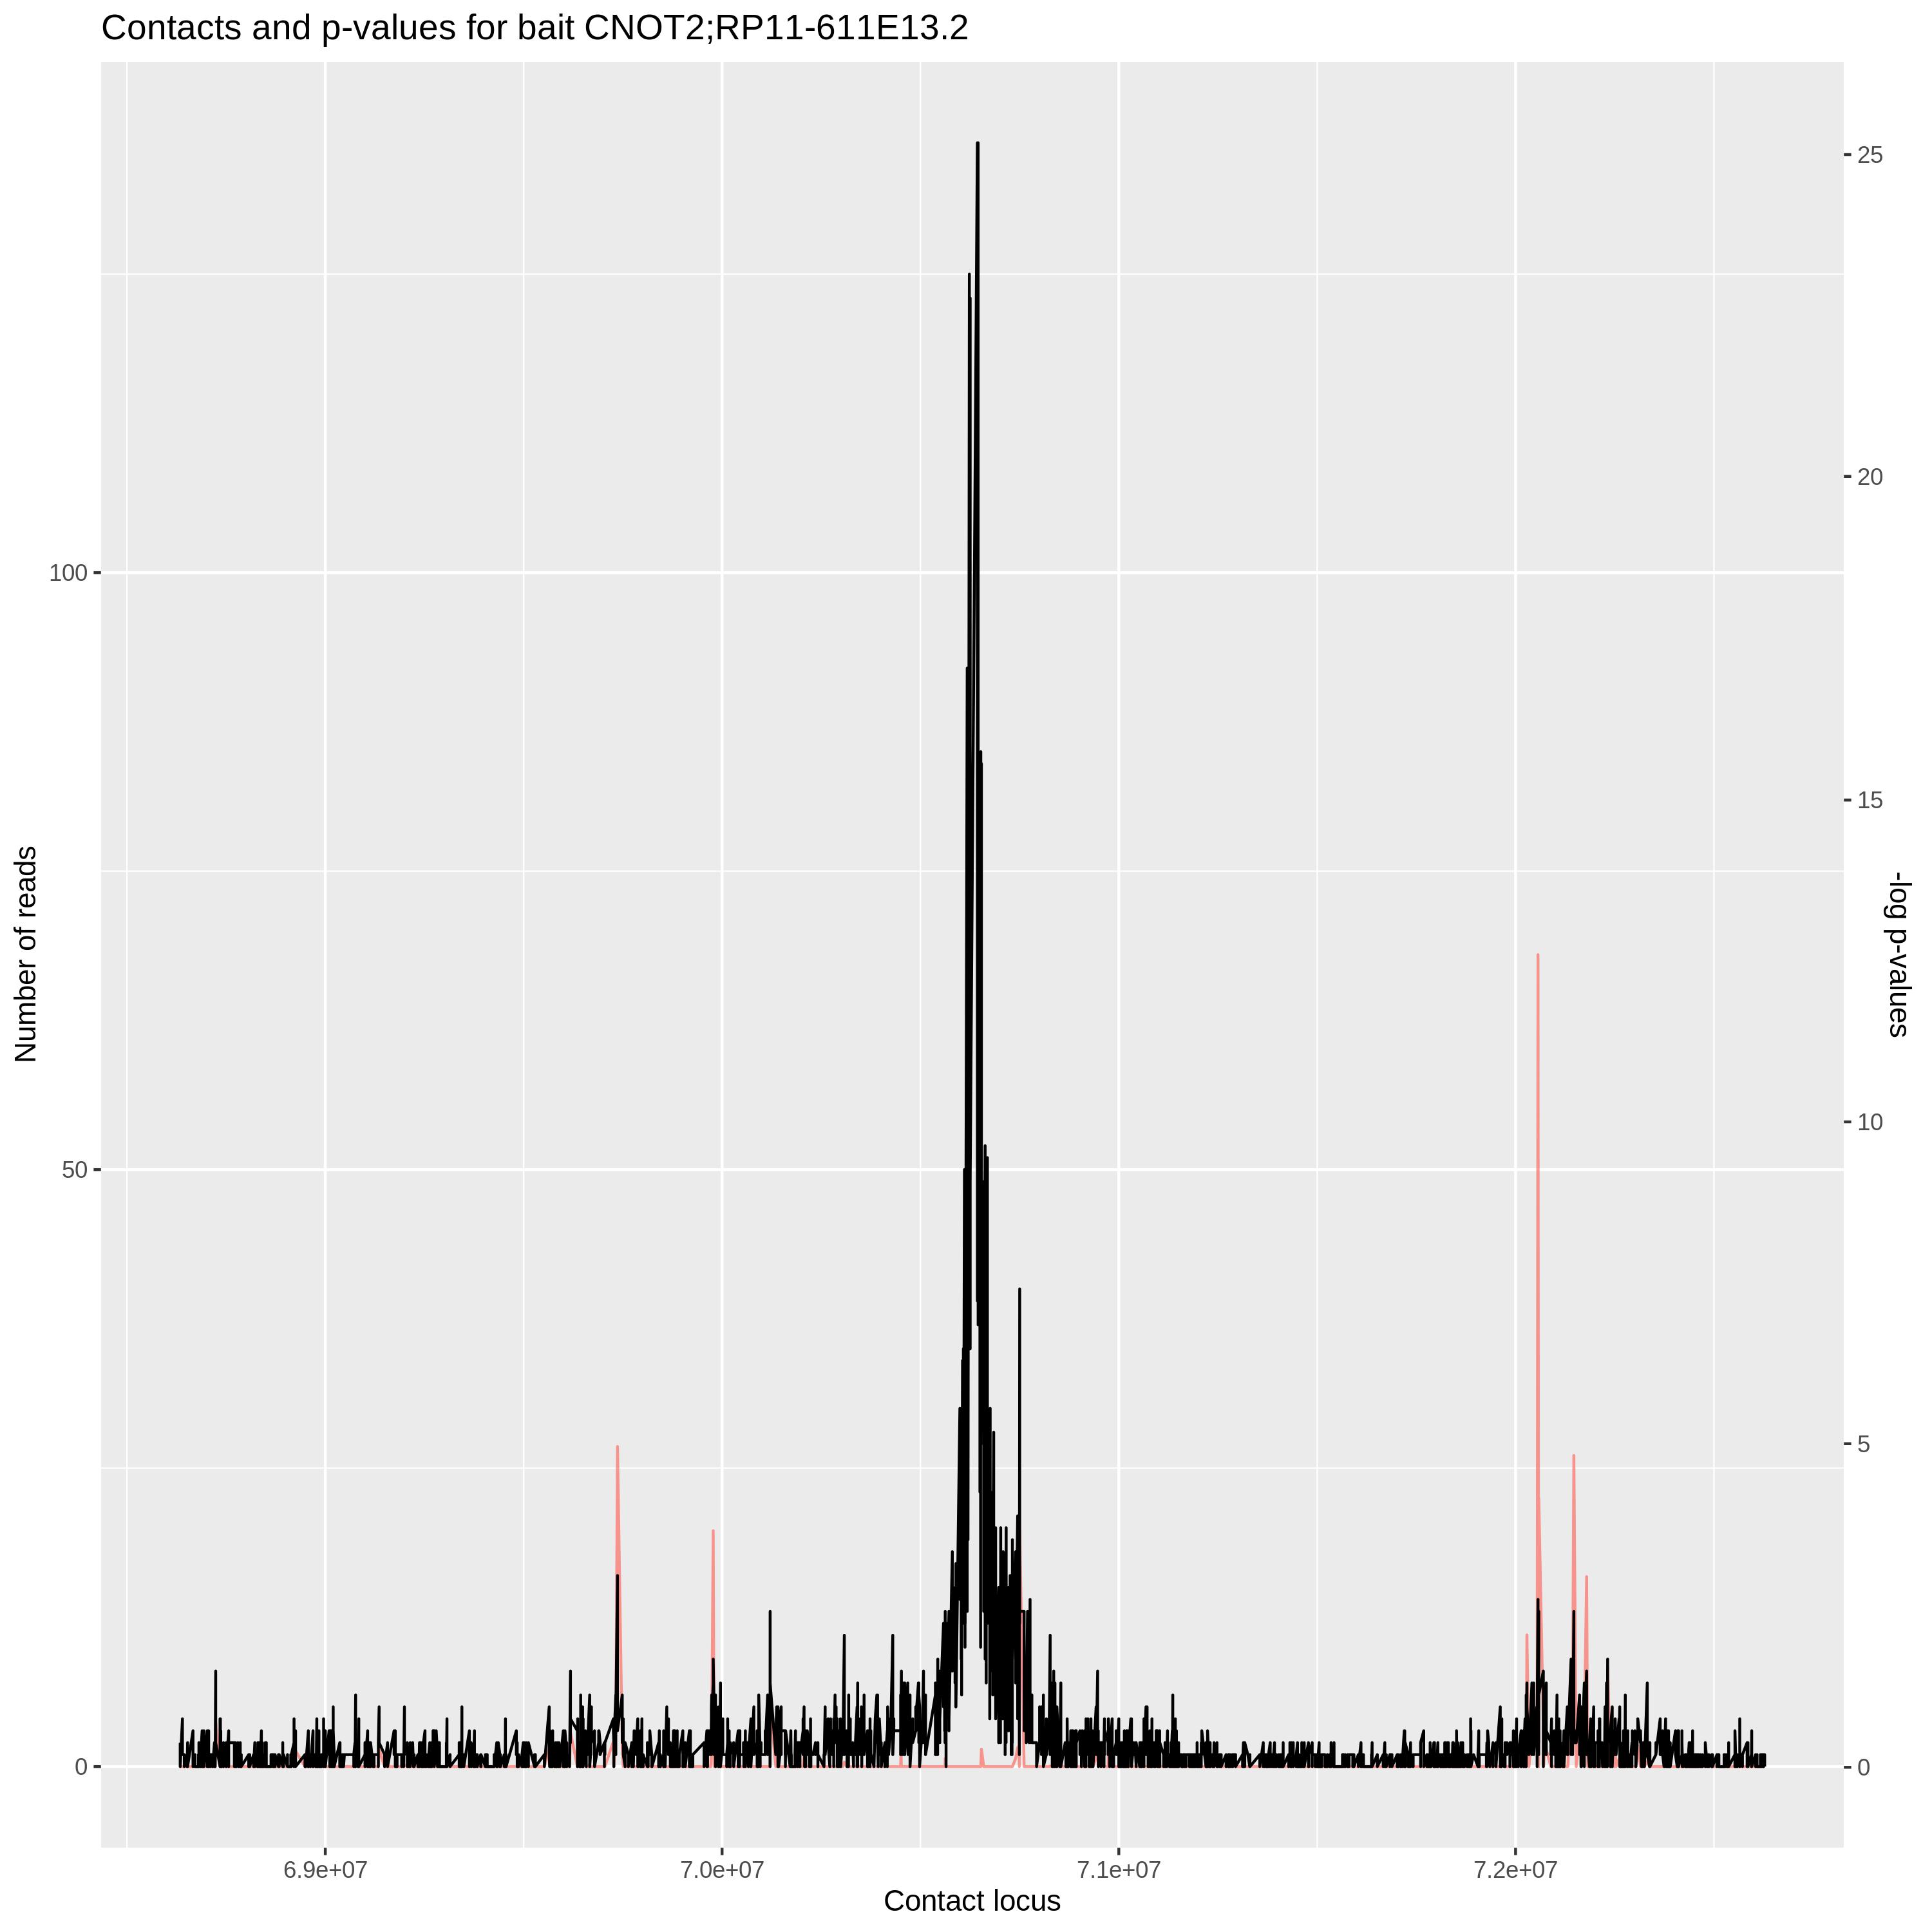 Contacts and p-values for bait CNOT2;RP11-611E13.2
Number of reads
100
50
0
25
20
15
10
5
0
-log p-values
6.9e+07
7.0e+07
7.1e+07
7.2e+07
Contact locus